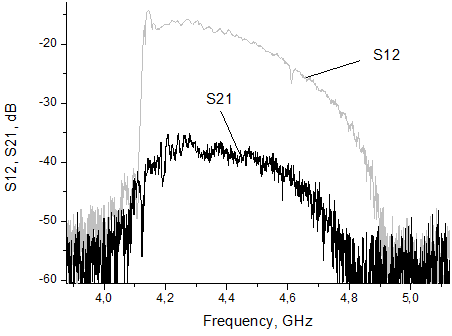 S12, S21, dB
-20
-30
-40
-50
-60
S12
S21
4,0
4,2
4,4
4,6
4,8
5,0
Frequency, GHz